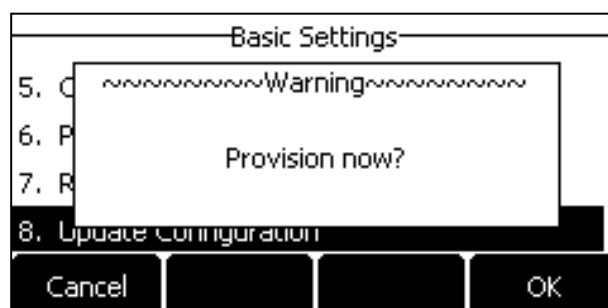 Basic Settings
5. C
~~~~~~~~Warning~~~~~~~~
6. P
Provision now?
7. R
8. Update Configuration
Cancel OK